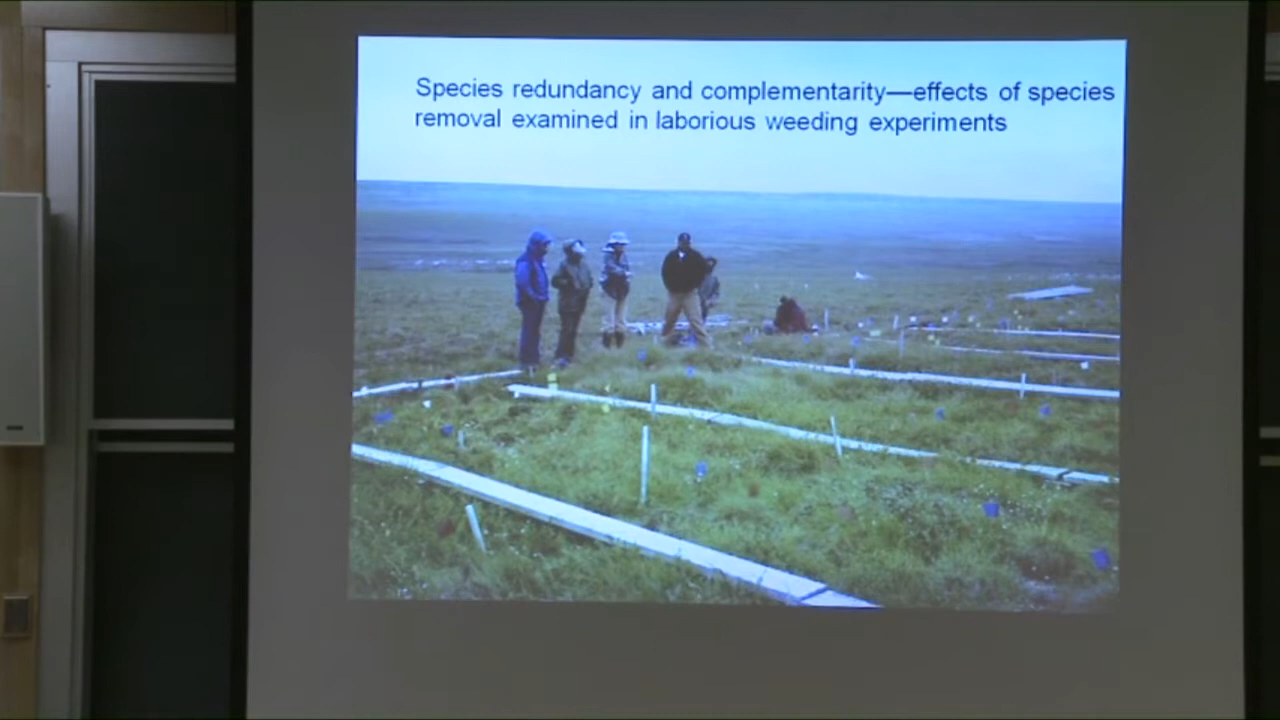 Species redundancy and complementarity—effects of species
removal examined in laborious weeding experiments